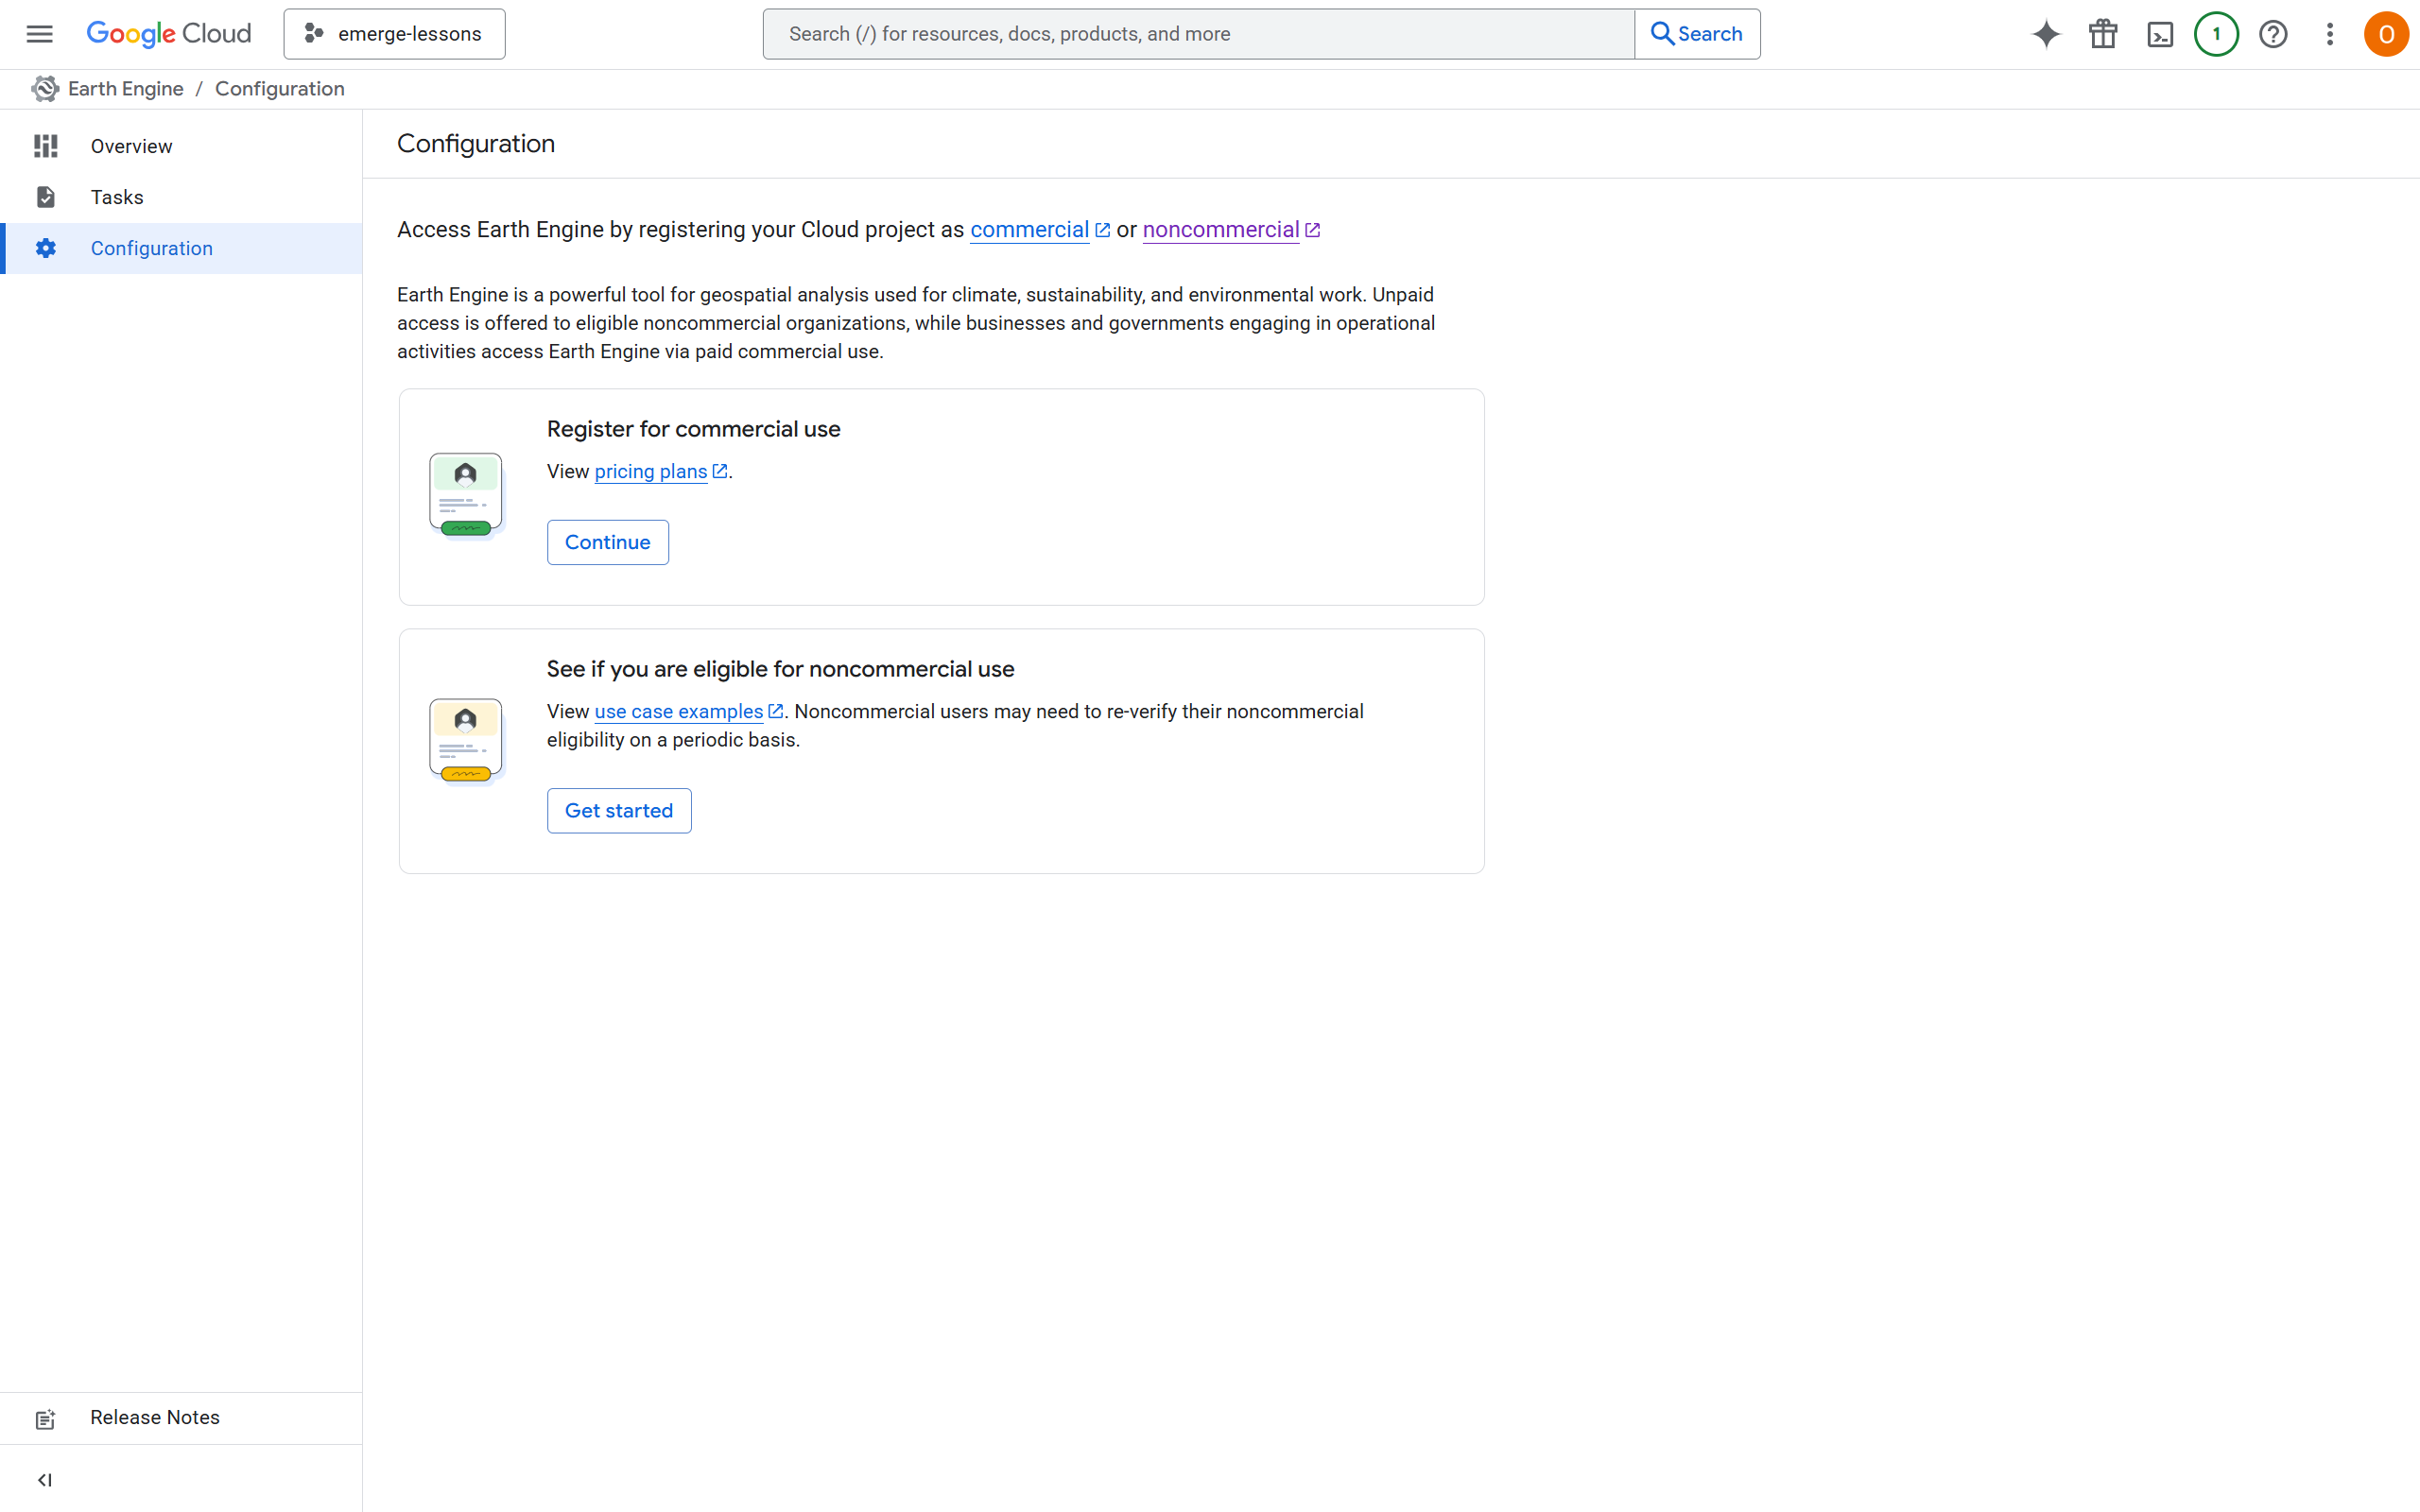 Google Cloud
emerge-lessons
Search (/) for resources, docs, products, and more
Search
1
O
Earth Engine / Configuration
Overview
Tasks
Configuration
Configuration
Access Earth Engine by registering your Cloud project as commercial or noncommercial
Earth Engine is a powerful tool for geospatial analysis used for climate, sustainability, and environmental work. Unpaid
access is offered to eligible noncommercial organizations, while businesses and governments engaging in operational
activities access Earth Engine via paid commercial use.
Register for commercial use
View pricing plans.
Continue
See if you are eligible for noncommercial use
View use case examples. Noncommercial users may need to re-verify their noncommercial
eligibility on a periodic basis.
Get started
Release Notes